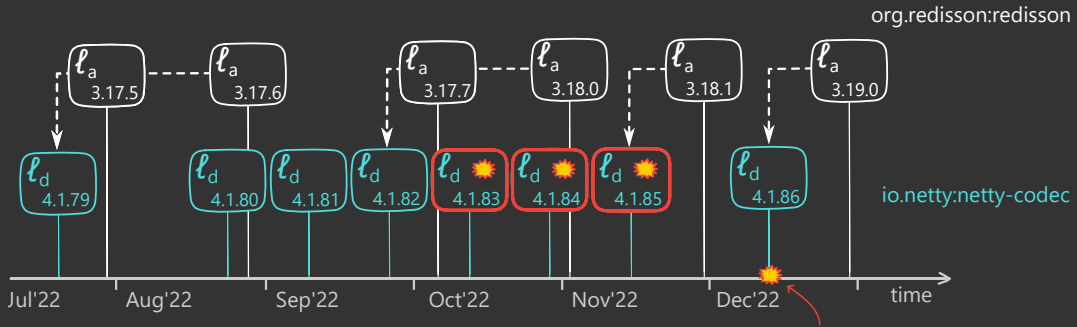 org.redisson:redisson
ℓa 3.17.5
ℓa 3.17.6
ℓa 3.17.7
ℓa 3.18.0
ℓa 3.18.1
ℓa 3.19.0
ℓd 4.1.79
ℓd 4.1.80
ℓd 4.1.81
ℓd 4.1.82
ℓd 4.1.83
ℓd 4.1.84
ℓd 4.1.85
ℓd 4.1.86
io.netty:netty-codec
Jul'22 Aug'22 Sep'22 Oct'22 Nov'22 Dec'22 time